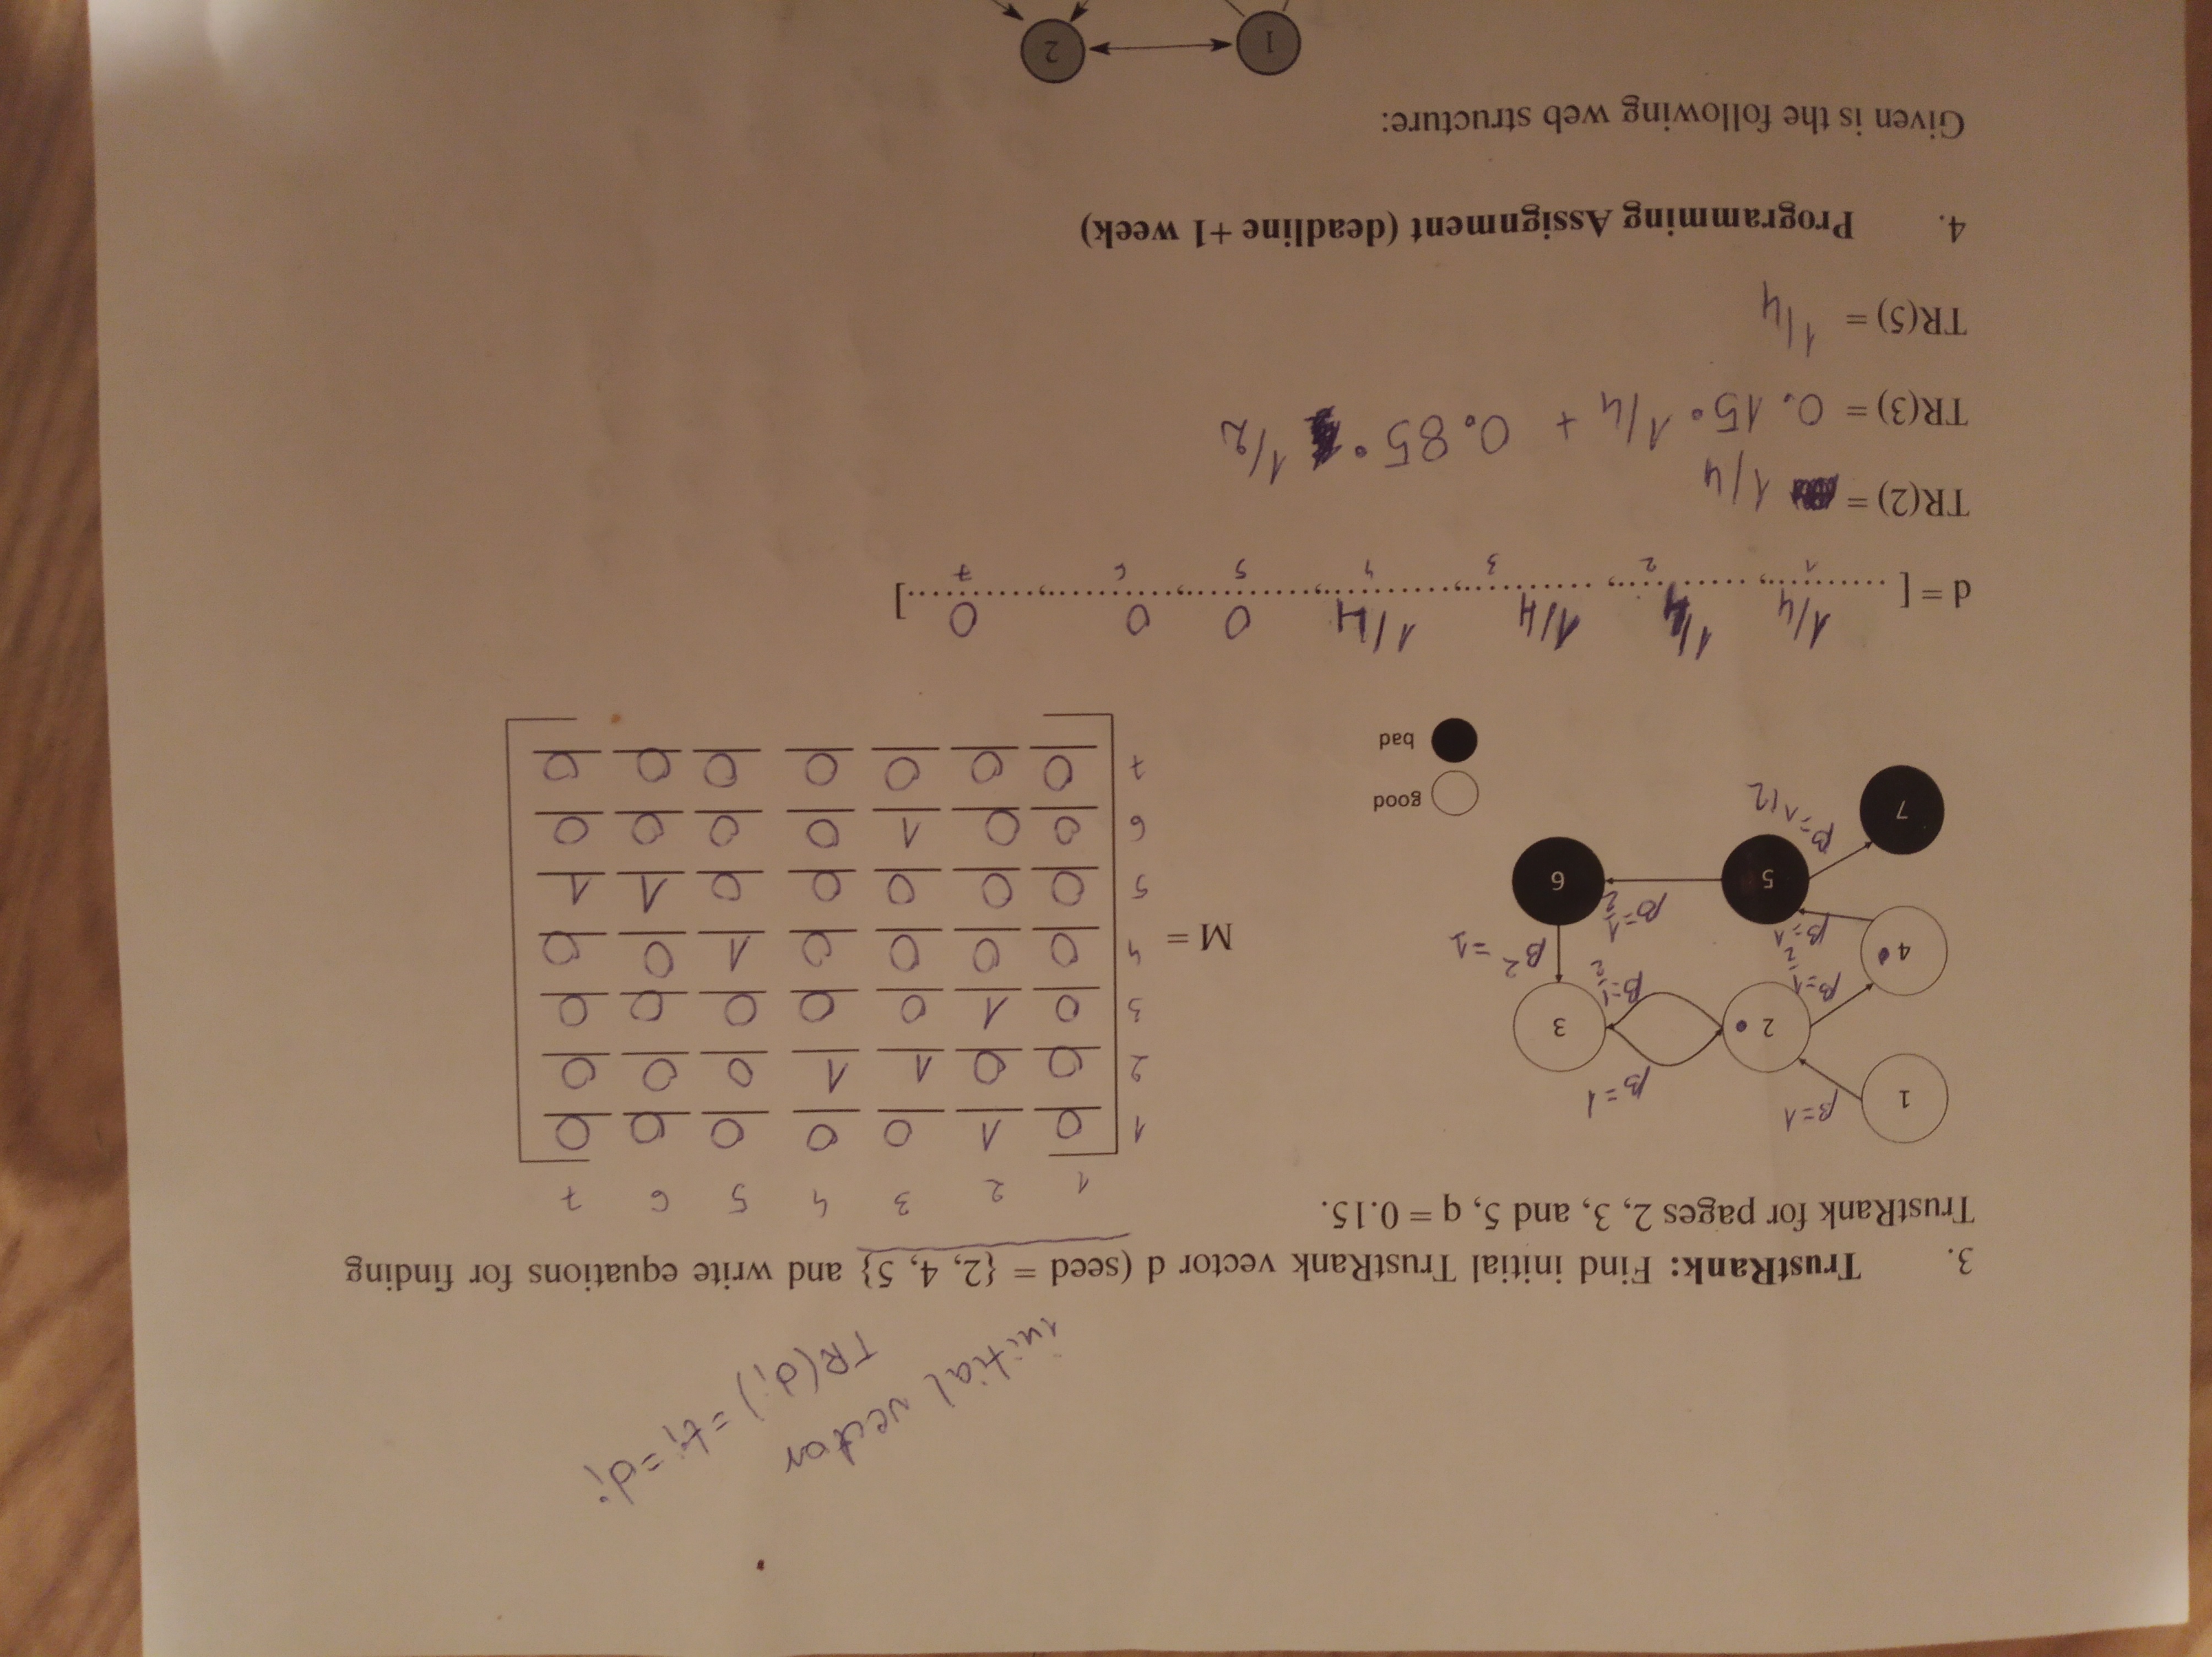 initial vector
TR(di) = ti = di
3. TrustRank: Find initial TrustRank vector d (seed = {2, 4, 5} and write equations for finding
TrustRank for pages 2, 3, and 5, q = 0.15.
1 β=1
2 β=1 3
β=1/2 β=1/2
4 β=1 β² =1
5 β=1/2 6
7 β=1/2
good
bad
1 2 3 4 5 6 7
M =
1 0 1 0 0 0 0 0
2 0 0 1 1 0 0 0
3 0 1 0 0 0 0 0
4 0 0 0 0 1 0 0
5 0 0 0 0 0 1 1
6 0 0 1 0 0 0 0
7 0 0 0 0 0 0 0
d = [ 1/4, 1/4, 1/4, 1/4, 0, 0, 0 ]
1 2 3 4 5 6 7
TR(2) = 1/4
TR(3) = 0.15 · 1/4 + 0.85 · 1/2
TR(5) = 1/4
4. Programming Assignment (deadline +1 week)
Given is the following web structure:
1 2